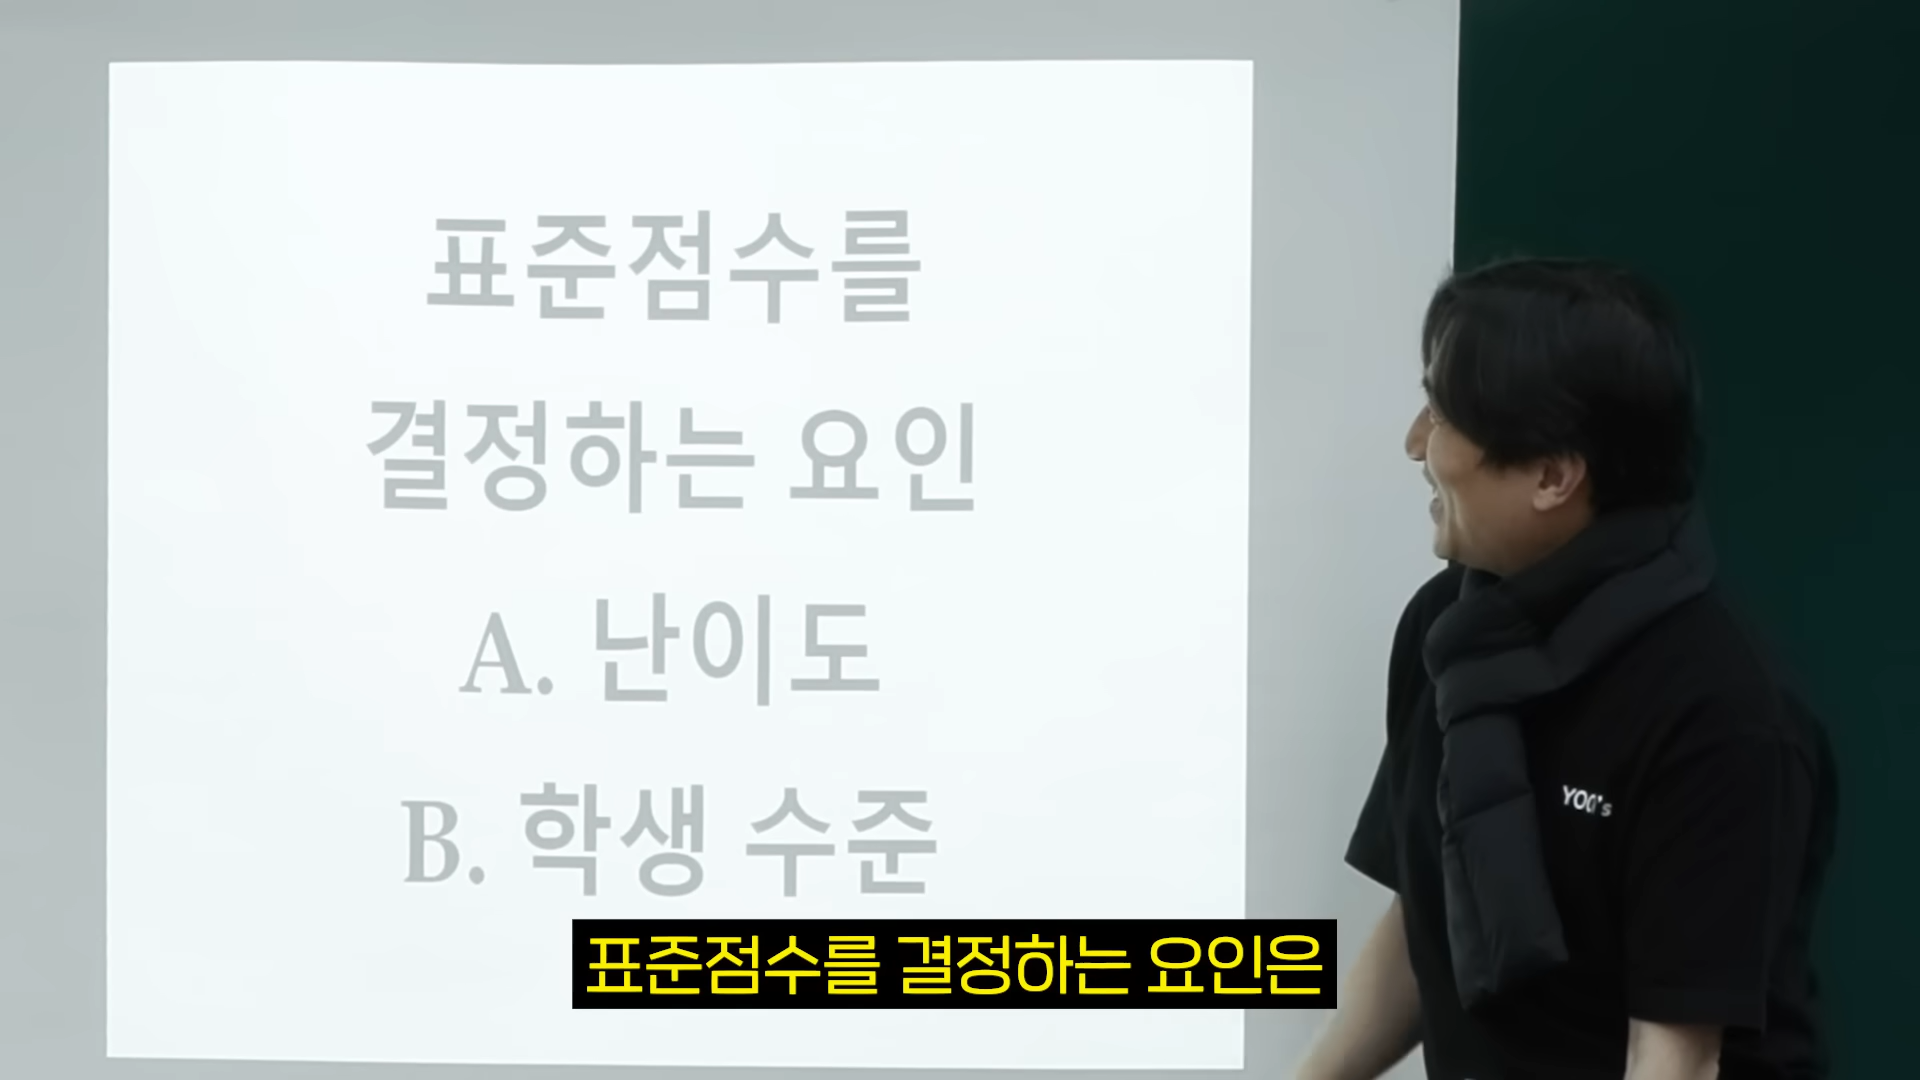 표준점수를
결정하는 요인
A. 난이도
B. 학생 수준
표준점수를 결정하는 요인은